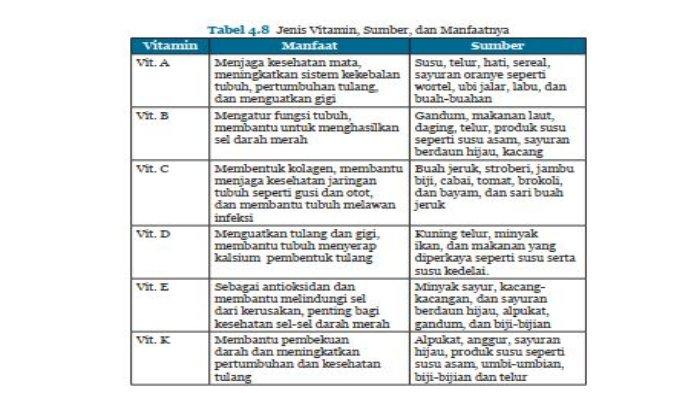 Tabel 4.8 Jenis Vitamin, Sumber, dan Manfaatnya
Vitamin Manfaat Sumber
Vit. A Menjaga kesehatan mata, Susu, telur, hati, sereal,
meningkatkan sistem kekebalan sayuran oranye seperti
tubuh, pertumbuhan tulang, wortel, ubi jalar, labu, dan
dan menguatkan gigi buah-buahan
Vit. B Mengatur fungsi tubuh, Gandum, makanan laut,
membantu untuk menghasilkan daging, telur, produk susu
sel darah merah seperti susu asam, sayuran
berdaun hijau, kacang
Vit. C Membentuk kolagen, membantu Buah jeruk, stroberi, jambu
menjaga kesehatan jaringan biji, cabai, tomat, brokoli,
tubuh seperti gusi dan otot, dan bayam, dan sari buah
dan membantu tubuh melawan jeruk
infeksi
Vit. D Menguatkan tulang dan gigi, Kuning telur, minyak
membantu tubuh menyerap ikan, dan makanan yang
kalsium pembentuk tulang diperkaya seperti susu serta
susu kedelai.
Vit. E Sebagai antioksidan dan Minyak sayur, kacang-
membantu melindungi sel kacangan, dan sayuran
dari kerusakan, penting bagi berdaun hijau, alpukat,
kesehatan sel-sel darah merah gandum, dan biji-bijian
Vit. K Membantu pembekuan Alpukat, anggur, sayuran
darah dan meningkatkan hijau, produk susu seperti
pertumbuhan dan kesehatan susu asam, umbi-umbian,
tulang biji-bijian dan telur